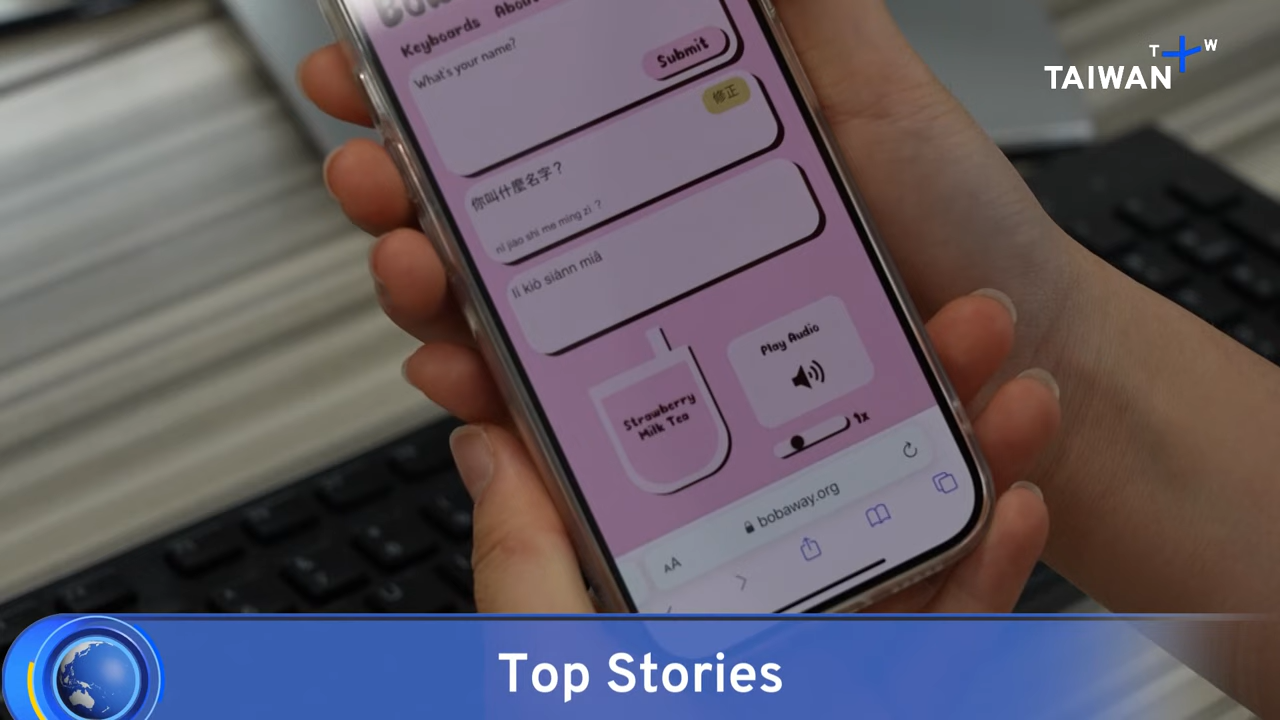 T W
TAIWAN
Keyboards
What's your name?
Submit
修正
你叫什麼名字？
nǐ jiào shí me míng zì ？
lí kiò siánn miâ
Strawberry
Milk Tea
Play Audio
1x
AA
bobaway.org
Top Stories